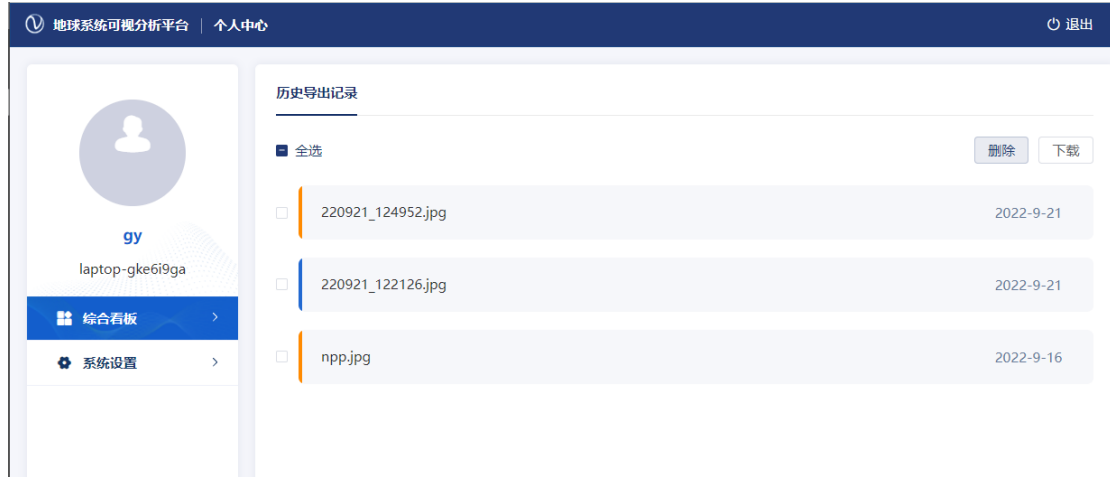 地球系统可视分析平台 | 个人中心 退出
历史导出记录
全选 删除 下载
220921_124952.jpg 2022-9-21
gy
laptop-gke6i9ga
220921_122126.jpg 2022-9-21
综合看板
系统设置
npp.jpg 2022-9-16